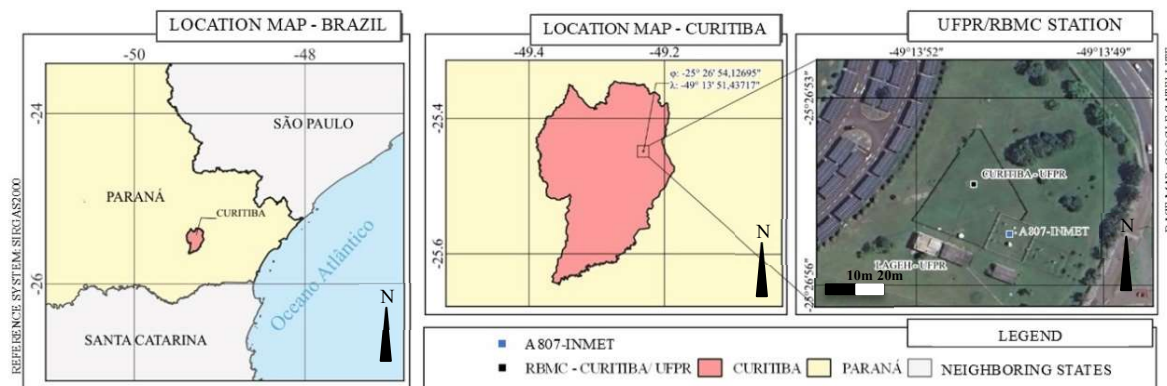 LOCATION MAP - BRAZIL
-50
-48
-24
-26
SÃO PAULO
PARANÁ
CURITIBA
SANTA CATARINA
Oceano Atlântico
N
REFERENCE SYSTEM: SIRGAS2000
LOCATION MAP - CURITIBA
-49.4
-49.2
-25.4
-25.6
φ: -25° 26' 54,12695"
λ: -49° 13' 51,43717"
N
UFPR/RBMC STATION
-49°13'52
-49°13'49
-25°26'53
-25°26'56
CURITIBA - UFPR
A807-INMET
LAGEH - UFPR
10m 20m
N
LEGEND
A807-INMET
RBMC - CURITIBA/ UFPR
CURITIBA
PARANÁ
NEIGHBORING STATES